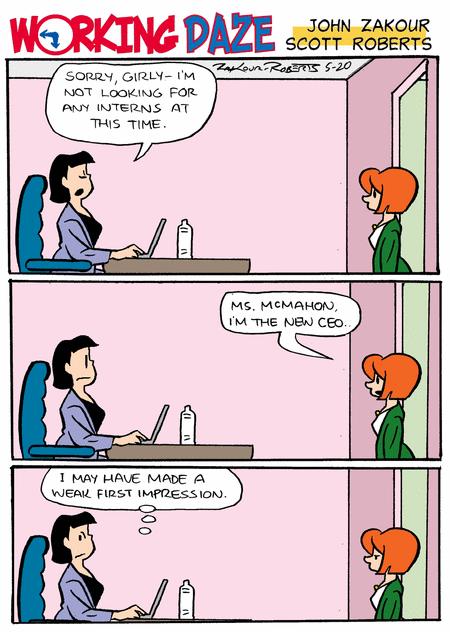 WORKING DAZE
JOHN ZAKOUR
SCOTT ROBERTS
ZAKOUR-ROBERTS 5-20
SORRY, GIRLY-I'M
NOT LOOKING FOR
ANY INTERNS AT
THIS TIME.
MS. McMAHON,
I'M THE NEW CEO..
I MAY HAVE MADE A
WEAK FIRST IMPRESSION.